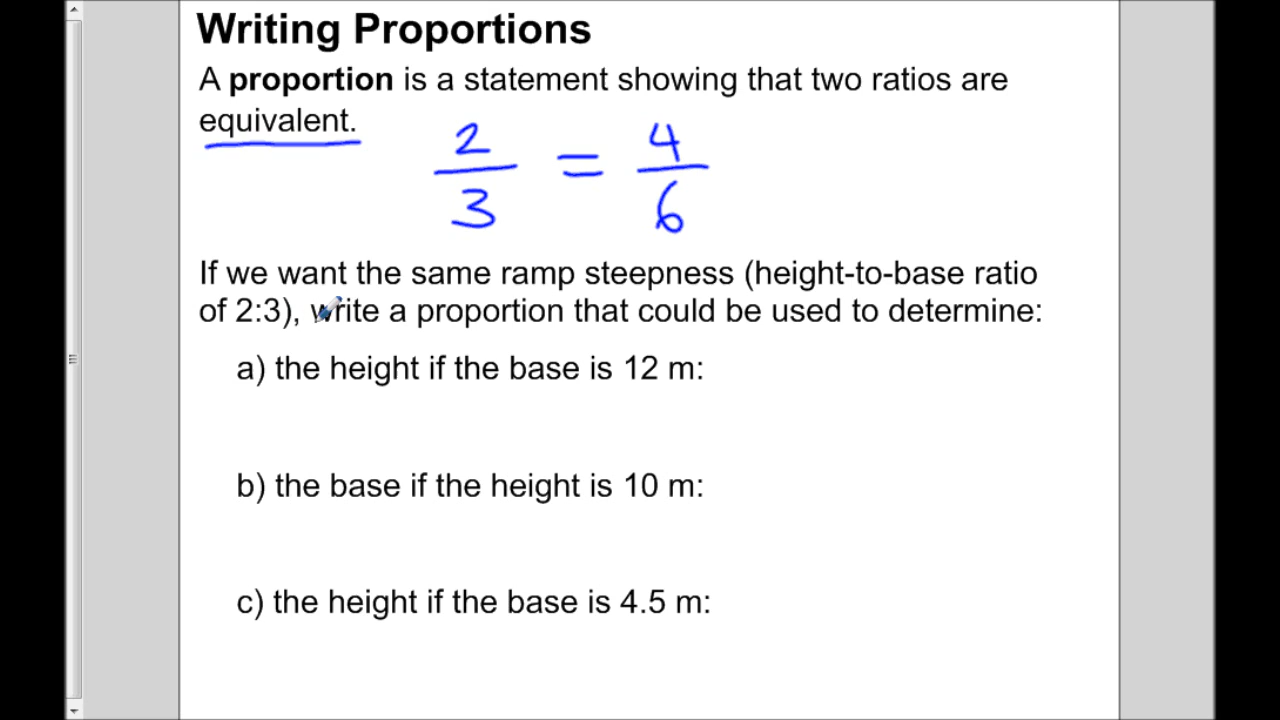 Writing Proportions
A proportion is a statement showing that two ratios are
equivalent.
2/3 = 4/6
If we want the same ramp steepness (height-to-base ratio
of 2:3), write a proportion that could be used to determine:
a) the height if the base is 12 m:
b) the base if the height is 10 m:
c) the height if the base is 4.5 m: